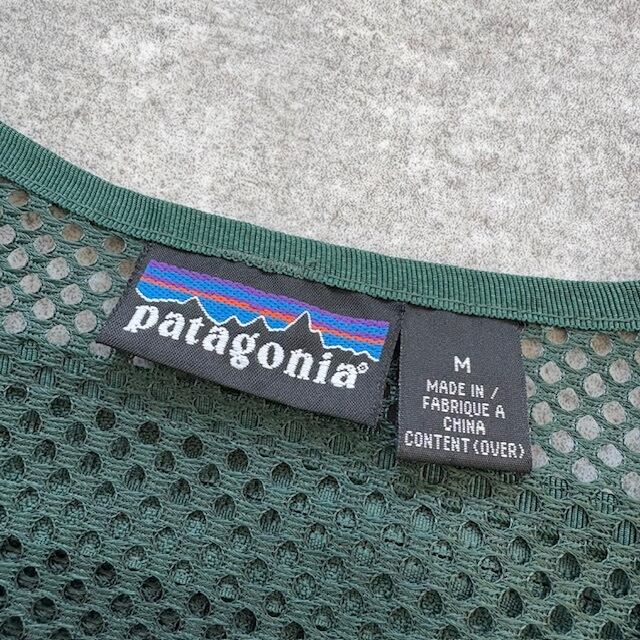 patagonia®
M
MADE IN /
FABRIQUE A
CHINA
CONTENT (OVER)